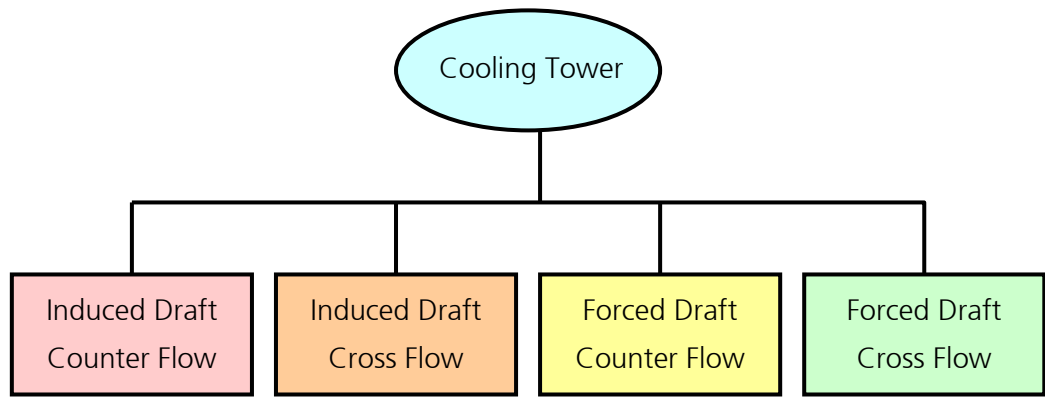 Cooling Tower
Induced Draft
Counter Flow
Induced Draft
Cross Flow
Forced Draft
Counter Flow
Forced Draft
Cross Flow